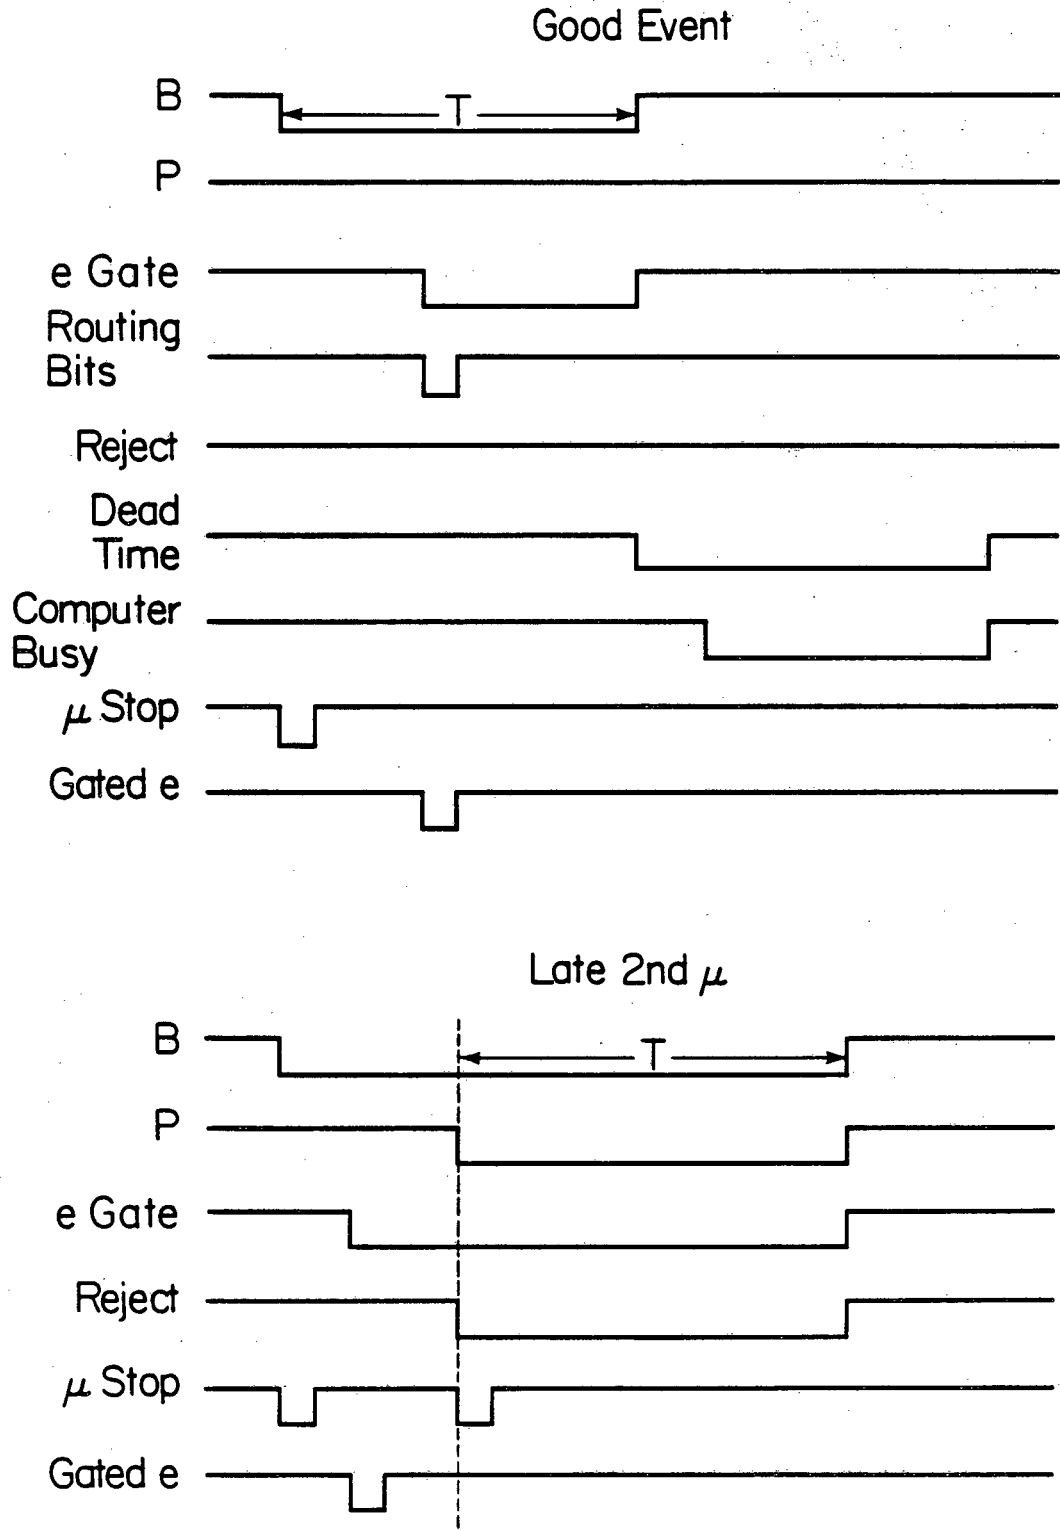 Good Event
B
T
P
e Gate
Routing
Bits
Reject
Dead
Time
Computer
Busy
μ Stop
Gated e
Late 2nd μ
B
T
P
e Gate
Reject
μ Stop
Gated e